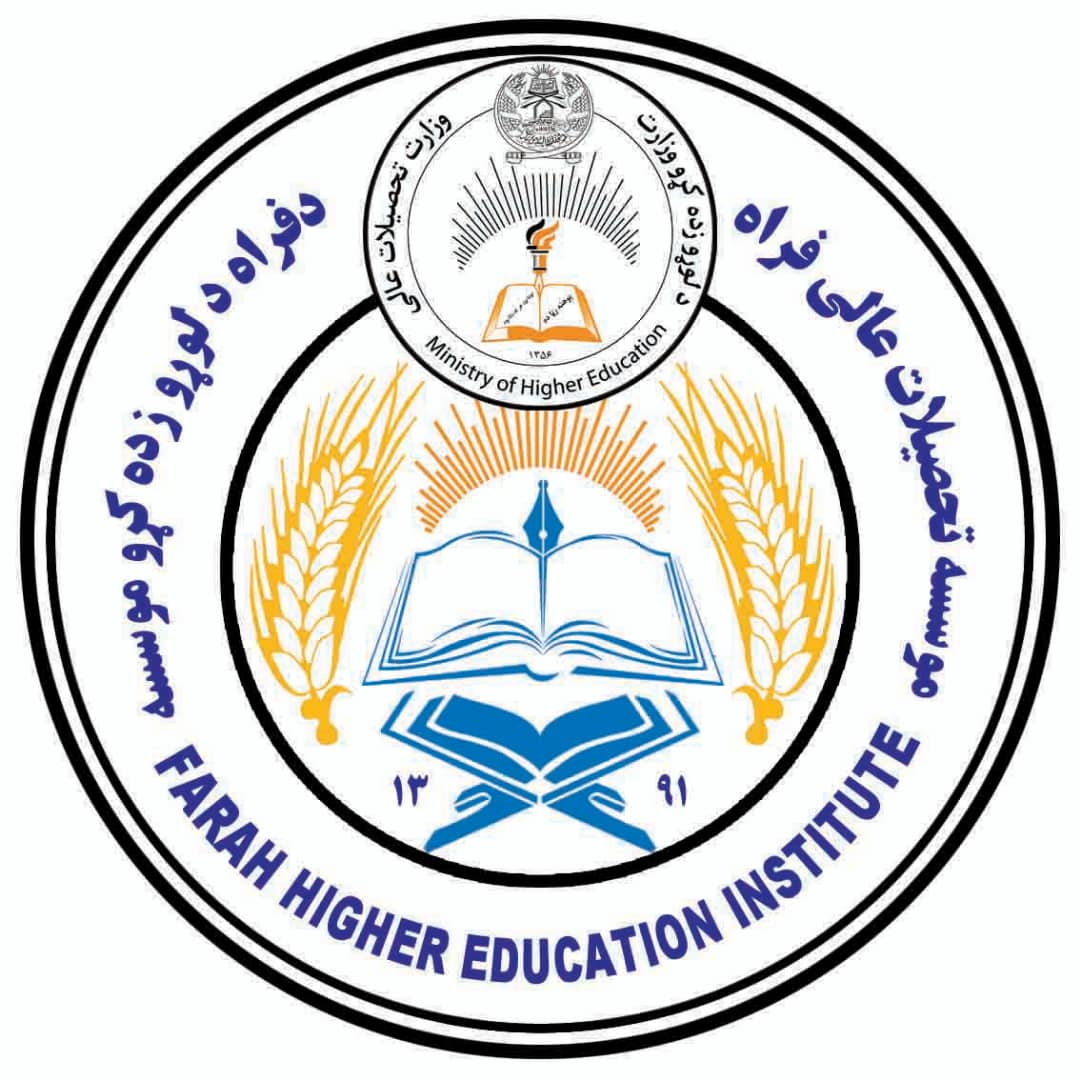 وزارت تحصیلات عالی
د لوړو زده کړو وزارت
۱۳۵۶
Ministry of Higher Education
دفراه د لوړو زده کړو موسسه
موسسه تحصیلات عالی فراه
۱۳ ۹۱
FARAH HIGHER EDUCATION INSTITUTE